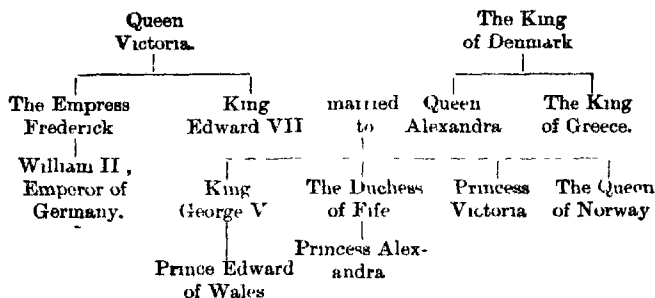 Queen
Victoria.
The King
of Denmark
The Empress
Frederick
King
Edward VII
married
to
Queen
Alexandra
The King
of Greece.
William II,
Emperor of
Germany.
King
George V
The Duchess
of Fife
Princess
Victoria
The Queen
of Norway
Prince Edward
of Wales
Princess Alex-
andra